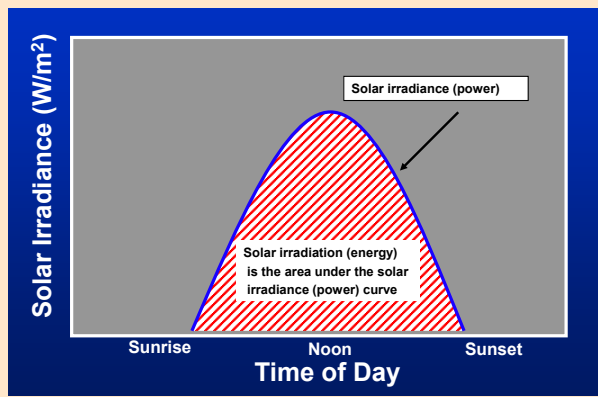 Solar Irradiance (W/m²)
Solar irradiance (power)
Solar irradiation (energy)
is the area under the solar
irradiance (power) curve
Sunrise
Noon
Sunset
Time of Day